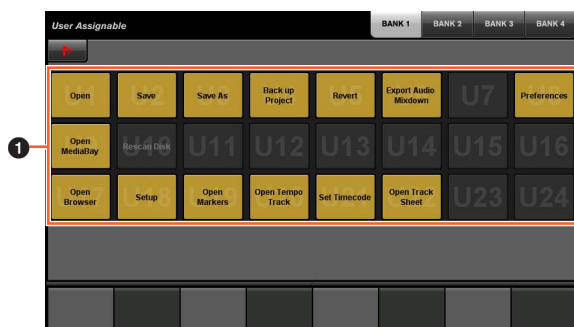 User Assignable
BANK 1 BANK 2 BANK 3 BANK 4
Open Save Save As Back up Project Revert Export Audio Mixdown U7 Preferences
1
Open MediaBay Rescan Disk U10 U11 U12 U13 U14 U15 U16
Open Browser Setup Open Markers Open Tempo Track Set Timecode Open Track Sheet U23 U24